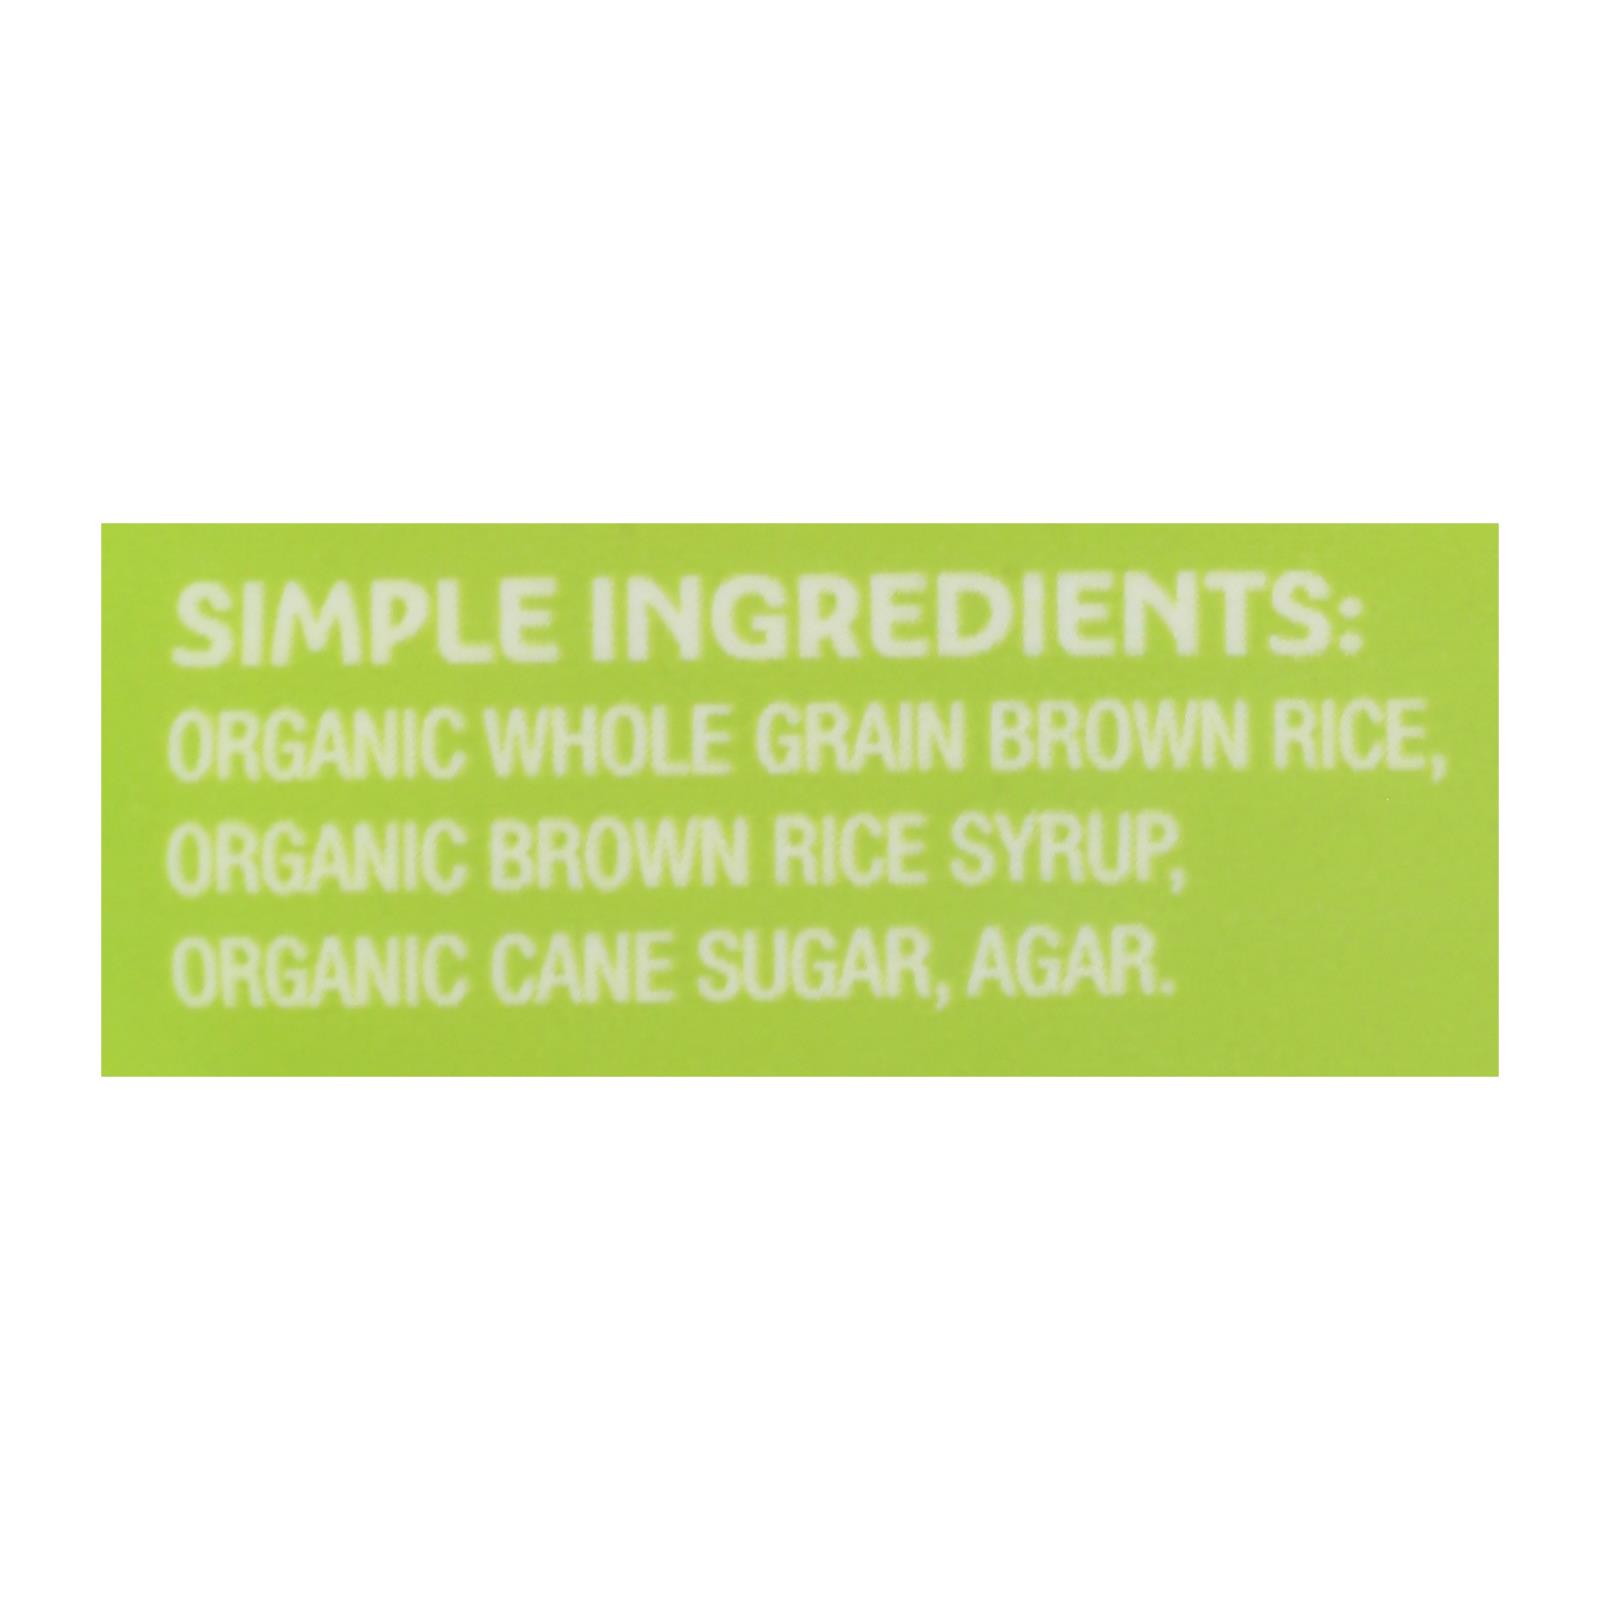 SIMPLE INGREDIENTS:
ORGANIC WHOLE GRAIN BROWN RICE,
ORGANIC BROWN RICE SYRUP,
ORGANIC CANE SUGAR, AGAR.